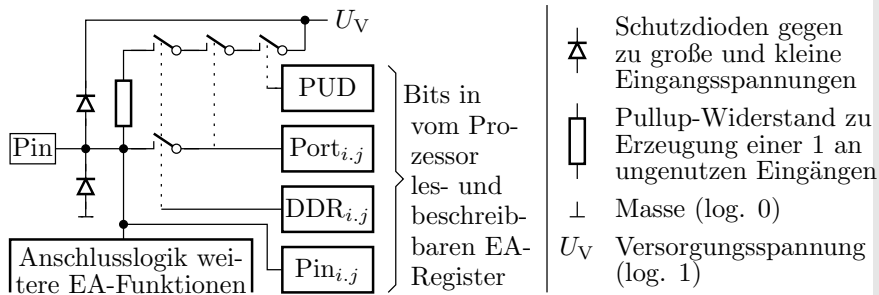 U_V
PUD
Pin
Port_i.j
DDR_i.j
Pin_i.j
Anschlusslogik wei-
tere EA-Funktionen
Bits in
vom Pro-
zessor
les- und
beschreib-
baren EA-
Register
Schutzdioden gegen
zu große und kleine
Eingangsspannungen
Pullup-Widerstand zu
Erzeugung einer 1 an
ungenutzen Eingängen
⊥ Masse (log. 0)
U_V Versorgungsspannung
(log. 1)